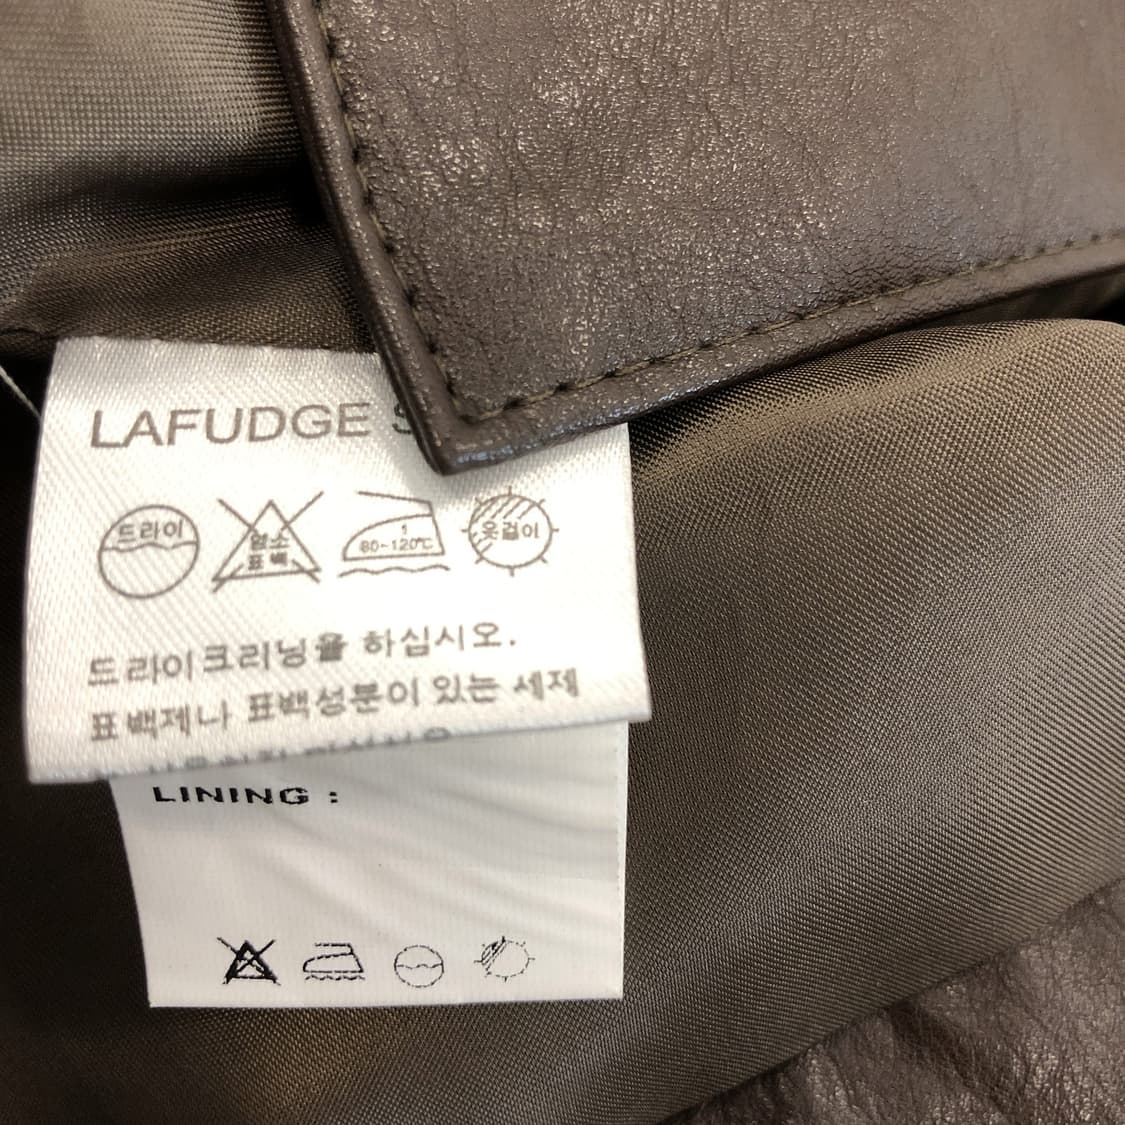 LAFUDGE
드라이
염소
표백
1
80~120℃
옷걸이
드라이크리닝을 하십시오.
표백제나 표백성분이 있는 세제
LINING :